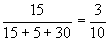 15/(15+5+30) = 3/10